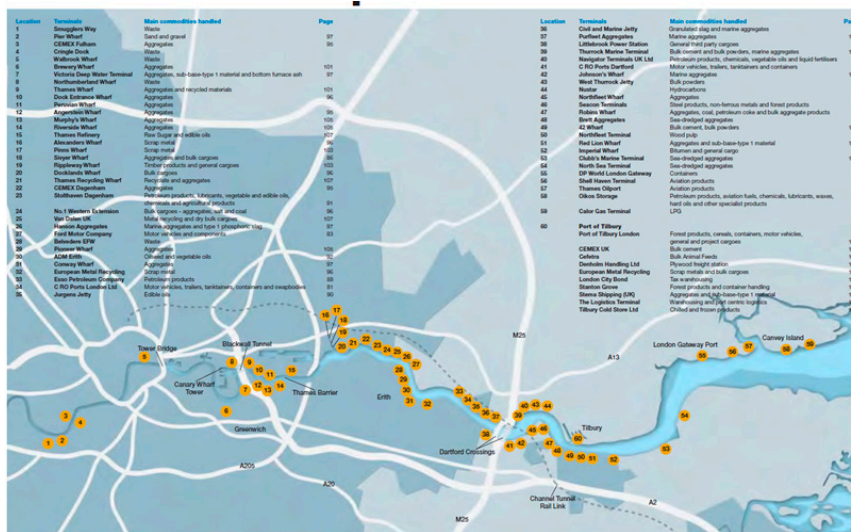 Location Terminals Main commodities handled Page
1 Smugglers Way Waste
2 Pier Wharf Sand and gravel 97
3 CEMEX Fulham Aggregates 95
4 Cringle Dock Waste
5 Walbrook Wharf Waste
6 Brewery Wharf Aggregates 101
7 Victoria Deep Water Terminal Aggregates, sub-base-type 1 material and bottom furnace ash 97
8 Northumberland Wharf Waste
9 Thames Wharf Aggregates and recycled materials 101
10 Dock Entrance Wharf Aggregates 96
11 Peruvian Wharf Aggregates
12 Angerstein Wharf Aggregates 95
13 Murphy's Wharf Aggregates 105
14 Riverside Wharf Aggregates 106
15 Thames Refinery Raw Sugar and edible oils 107
16 Alexanders Wharf Scrap metal 96
17 Pinns Wharf Scrap metal 103
18 Steyer Wharf Aggregates and bulk cargoes 95
19 Rippleway Wharf Timber products and general cargoes 103
20 Docklands Wharf Bulk cargoes 96
21 Thames Recycling Wharf Recyclate and aggregates 107
22 CEMEX Dagenham Aggregates 95
23 Stolthaven Dagenham Petroleum products, lubricants, vegetable and edible oils,
chemicals and agricultural products 91
24 No.1 Western Extension Bulk cargoes - aggregates, salt and coal 96
25 Van Dalen UK Metal recycling and dry bulk cargoes 107
26 Hanson Aggregates Marine aggregates and type 1 phosphoric slag 97
27 Ford Motor Company Motor vehicles and components 83
28 Belvedere EFW Waste
29 Pioneer Wharf Aggregates 105
30 ADM Erith Oilseed and vegetable oils 92
31 Conway Wharf Aggregates 97
32 European Metal Recycling Scrap metal 95
33 Esso Petroleum Company Petroleum products 89
34 C RO Ports London Ltd Motor vehicles, trailers, tanktainers, containers and swapbodies 81
35 Jurgens Jetty Edible oils 90
Location Terminals Main commodities handled
36 Civil and Marine Jetty Granulated slag and marine aggregates
37 Purfleet Aggregates Marine aggregates
38 Littlebrook Power Station General third party cargoes
39 Thurrock Marine Terminal Bulk cement and bulk powders, marine aggregates
40 Navigator Terminals UK Ltd Petroleum products, chemicals, vegetable oils and liquid fertilisers
41 C RO Ports Dartford Motor vehicles, trailers, tanktainers and containers
42 Johnson's Wharf Marine aggregates
43 West Thurrock Jetty Bulk powders
44 Nustar Hydrocarbons
45 Northfleet Wharf Aggregates
46 Seacon Terminals Steel products, non-ferrous metals and forest products
47 Robins Wharf Aggregates, coal, petroleum coke and bulk aggregate products
48 Brett Aggregates Sea-dredged aggregates
49 42 Wharf Bulk cement, bulk powders
50 Northfleet Terminal Wood pulp
51 Red Lion Wharf Aggregates and sub-base-type 1 material
52 Imperial Wharf Bitumen and general cargo
53 Clubb's Marine Terminal Sea-dredged aggregates
54 North Sea Terminal Sea-dredged aggregates
55 DP World London Gateway Containers
56 Shell Haven Terminal Aviation products
57 Thames Oilport Aviation products
58 Oikos Storage Petroleum products, aviation fuels, chemicals, lubricants, waxes,
hard oils and other specialist products
59 Calor Gas Terminal LPG
60 Port of Tilbury
Port of Tilbury London Forest products, cereals, containers, motor vehicles,
general and project cargoes
CEMEX UK Bulk cement
Cefetra Bulk Animal Feeds
Denholm Handling Ltd Plywood freight station
European Metal Recycling Scrap metals and bulk cargoes
London City Bond Tax warehousing
Stanton Grove Forest products and container handling
Stema Shipping (UK) Aggregates and sub-base-type 1 material
The Logistics Terminal Warehousing and port centric logistics
Tilbury Cold Store Ltd Chilled and frozen products
Tower Bridge
Blackwall Tunnel
Canary Wharf
Tower
Thames Barrier
Greenwich
Erith
A205
A20
M25
A13
London Gateway Port
Canvey Island
Tilbury
Dartford Crossings
Channel Tunnel
Rail Link
A2
M25